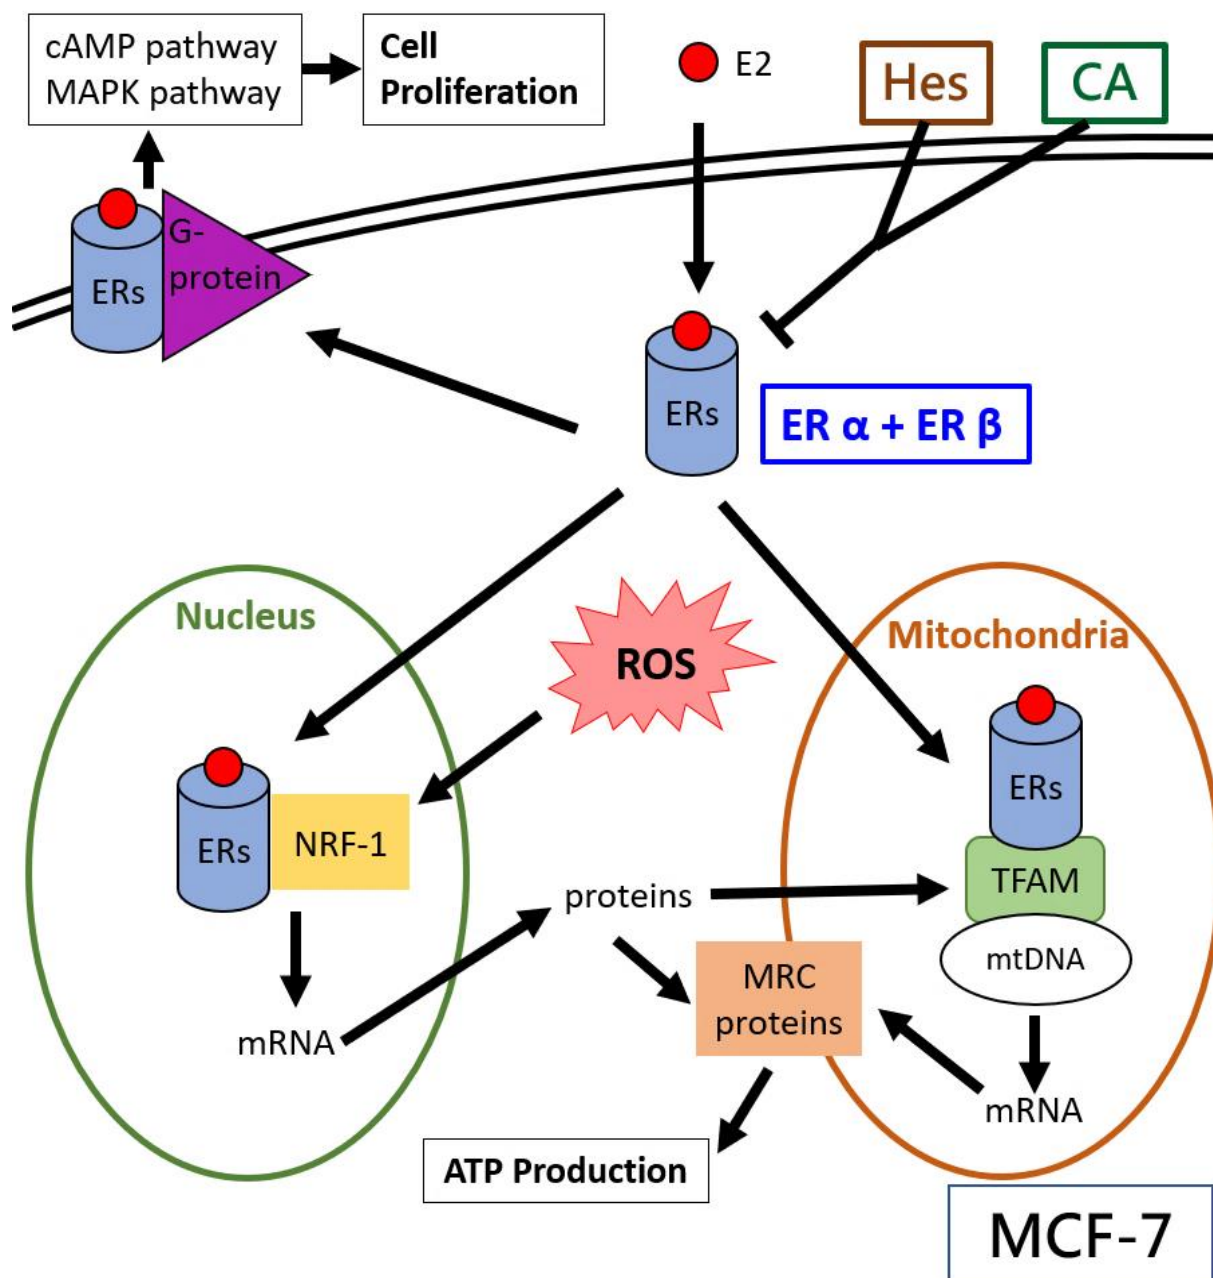 cAMP pathway
MAPK pathway
Cell
Proliferation
E2
Hes
CA
G-
protein
ERs
ERs
ER α + ER β
Nucleus
ROS
Mitochondria
ERs
ERs
NRF-1
TFAM
proteins
mtDNA
MRC
proteins
mRNA
mRNA
ATP Production
MCF-7